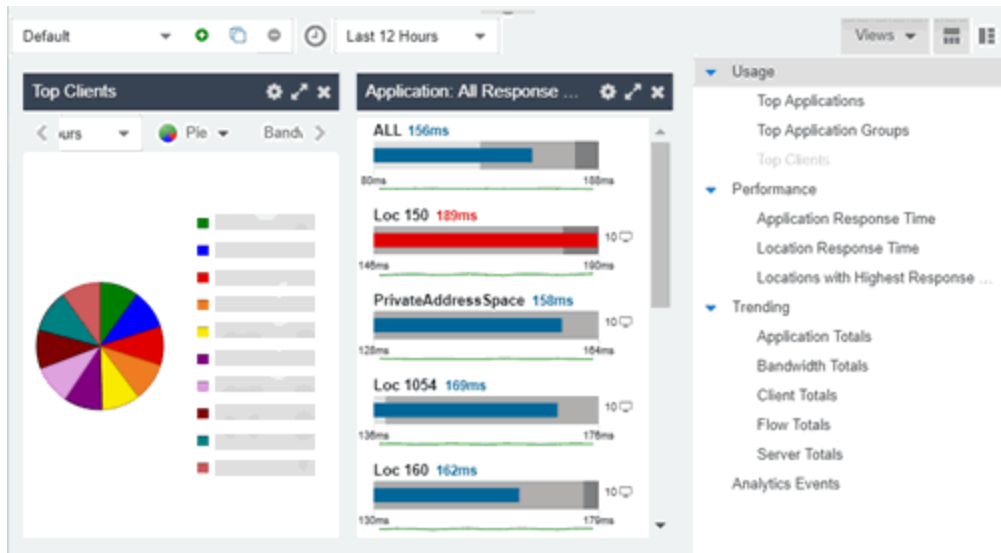 Default
Last 12 Hours
Views
Top Clients
Application: All Response ...
urs
Pie
Band
ALL 156ms
80ms 188ms
Loc 150 189ms
10
146ms 190ms
PrivateAddressSpace 158ms
10
128ms 164ms
Loc 1054 169ms
10
136ms 176ms
Loc 160 162ms
10
130ms 179ms
Usage
Top Applications
Top Application Groups
Top Clients
Performance
Application Response Time
Location Response Time
Locations with Highest Response ...
Trending
Application Totals
Bandwidth Totals
Client Totals
Flow Totals
Server Totals
Analytics Events